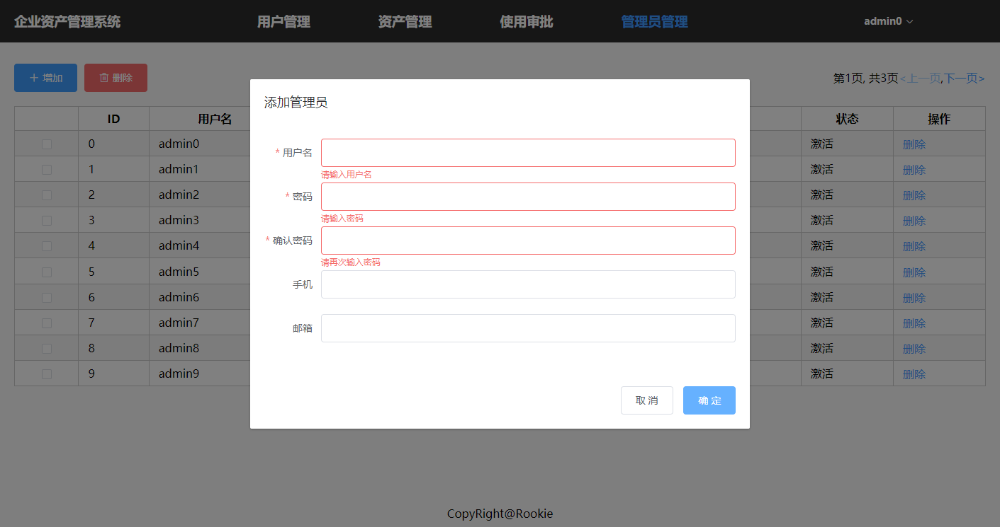 企业资产管理系统 用户管理 资产管理 使用审批 管理员管理 admin0
增加 删除 第1页, 共3页<上一页,下一页>
添加管理员
ID 用户名 状态 操作
0 admin0 激活 删除
1 admin1 激活 删除
2 admin2 激活 删除
3 admin3 激活 删除
4 admin4 激活 删除
5 admin5 激活 删除
6 admin6 激活 删除
7 admin7 激活 删除
8 admin8 激活 删除
9 admin9 激活 删除
* 用户名
请输入用户名
* 密码
请输入密码
* 确认密码
请再次输入密码
手机
邮箱
取 消 确 定
CopyRight@Rookie